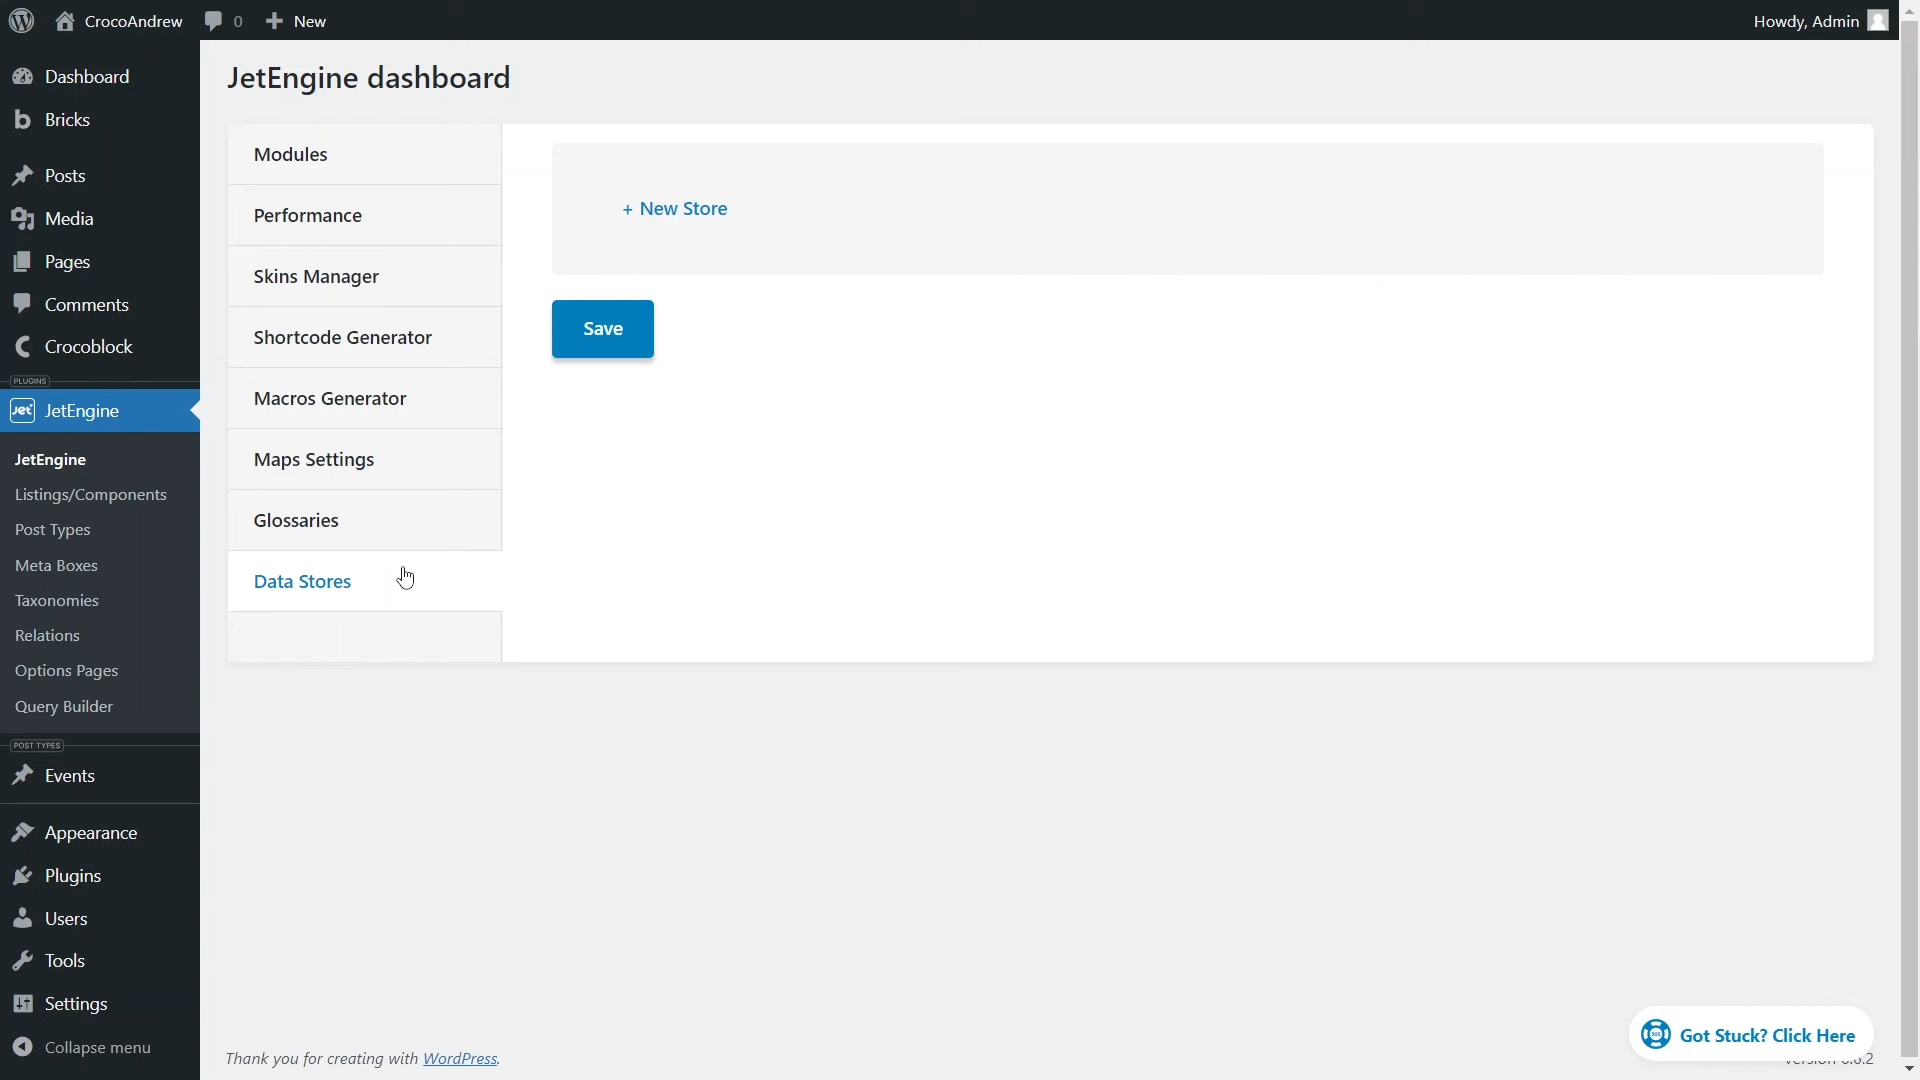 CrocoAndrew
0
New
Howdy, Admin
Dashboard
Bricks
Posts
Media
Pages
Comments
Crocoblock
PLUGINS
Jet
JetEngine
JetEngine
Listings/Components
Post Types
Meta Boxes
Taxonomies
Relations
Options Pages
Query Builder
POST TYPES
Events
Appearance
Plugins
Users
Tools
Settings
Collapse menu
JetEngine dashboard
Modules
Performance
Skins Manager
Shortcode Generator
Macros Generator
Maps Settings
Glossaries
Data Stores
+ New Store
Save
Got Stuck? Click Here
Thank you for creating with WordPress.